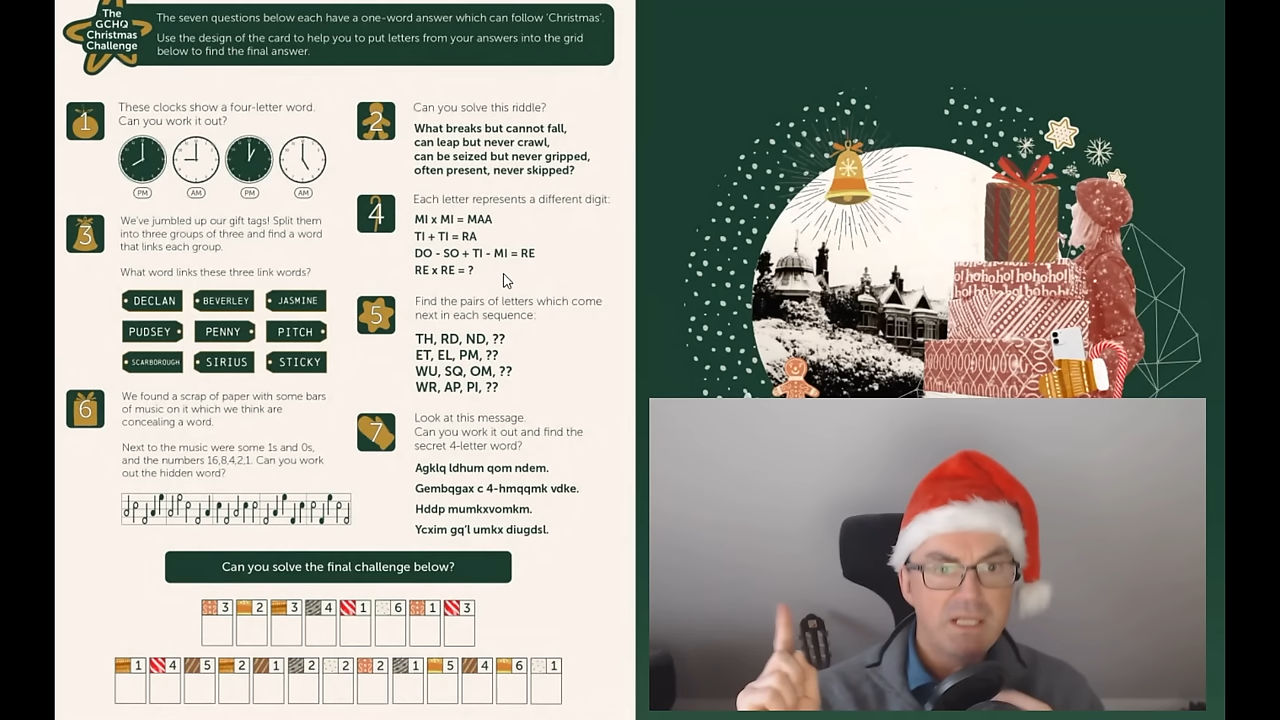 The
GCHQ
Christmas
Challenge
The seven questions below each have a one-word answer which can follow 'Christmas'.
Use the design of the card to help you to put letters from your answers into the grid
below to find the final answer.
1
These clocks show a four-letter word.
Can you work it out?
PM
AM
PM
AM
2
Can you solve this riddle?
What breaks but cannot fall,
can leap but never crawl,
can be seized but never gripped,
often present, never skipped?
3
We've jumbled up our gift tags! Split them
into three groups of three and find a word
that links each group.
What word links these three link words?
DECLAN
BEVERLEY
JASMINE
PUDSEY
PENNY
PITCH
SCARBOROUGH
SIRIUS
STICKY
4
Each letter represents a different digit:
MI x MI = MAA
TI + TI = RA
DO - SO + TI - MI = RE
RE x RE = ?
5
Find the pairs of letters which come
next in each sequence:
TH, RD, ND, ??
ET, EL, PM, ??
WU, SQ, OM, ??
WR, AP, PI, ??
6
We found a scrap of paper with some bars
of music on it which we think are
concealing a word.
Next to the music were some 1s and 0s,
and the numbers 16,8,4,2,1. Can you work
out the hidden word?
7
Look at this message.
Can you work it out and find the
secret 4-letter word?
Agklq ldhum qom ndem.
Gembqgax c 4-hmqqmk vdke.
Hddp mumkxvomkm.
Ycxim gq'l umkx diugdsl.
Can you solve the final challenge below?
3 2 3 4 1 6 1 3
1 4 5 2 1 2 2 2 1 5 4 6 1
hohoho! hohoho!
hohoho! hohoho!